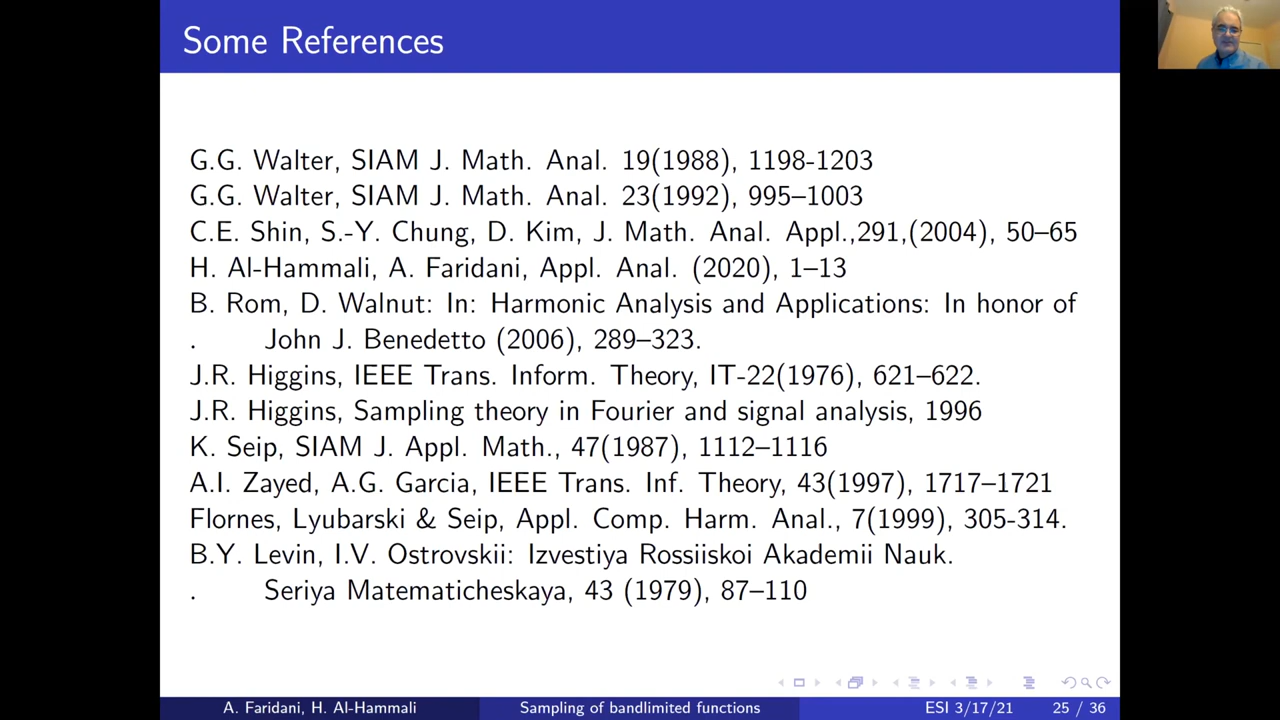 Some References
G.G. Walter, SIAM J. Math. Anal. 19(1988), 1198-1203
G.G. Walter, SIAM J. Math. Anal. 23(1992), 995–1003
C.E. Shin, S.-Y. Chung, D. Kim, J. Math. Anal. Appl.,291,(2004), 50–65
H. Al-Hammali, A. Faridani, Appl. Anal. (2020), 1–13
B. Rom, D. Walnut: In: Harmonic Analysis and Applications: In honor of
. John J. Benedetto (2006), 289–323.
J.R. Higgins, IEEE Trans. Inform. Theory, IT-22(1976), 621–622.
J.R. Higgins, Sampling theory in Fourier and signal analysis, 1996
K. Seip, SIAM J. Appl. Math., 47(1987), 1112–1116
A.I. Zayed, A.G. Garcia, IEEE Trans. Inf. Theory, 43(1997), 1717–1721
Flornes, Lyubarski & Seip, Appl. Comp. Harm. Anal., 7(1999), 305-314.
B.Y. Levin, I.V. Ostrovskii: Izvestiya Rossiiskoi Akademii Nauk.
. Seriya Matematicheskaya, 43 (1979), 87–110
A. Faridani, H. Al-Hammali Sampling of bandlimited functions ESI 3/17/21 25 / 36